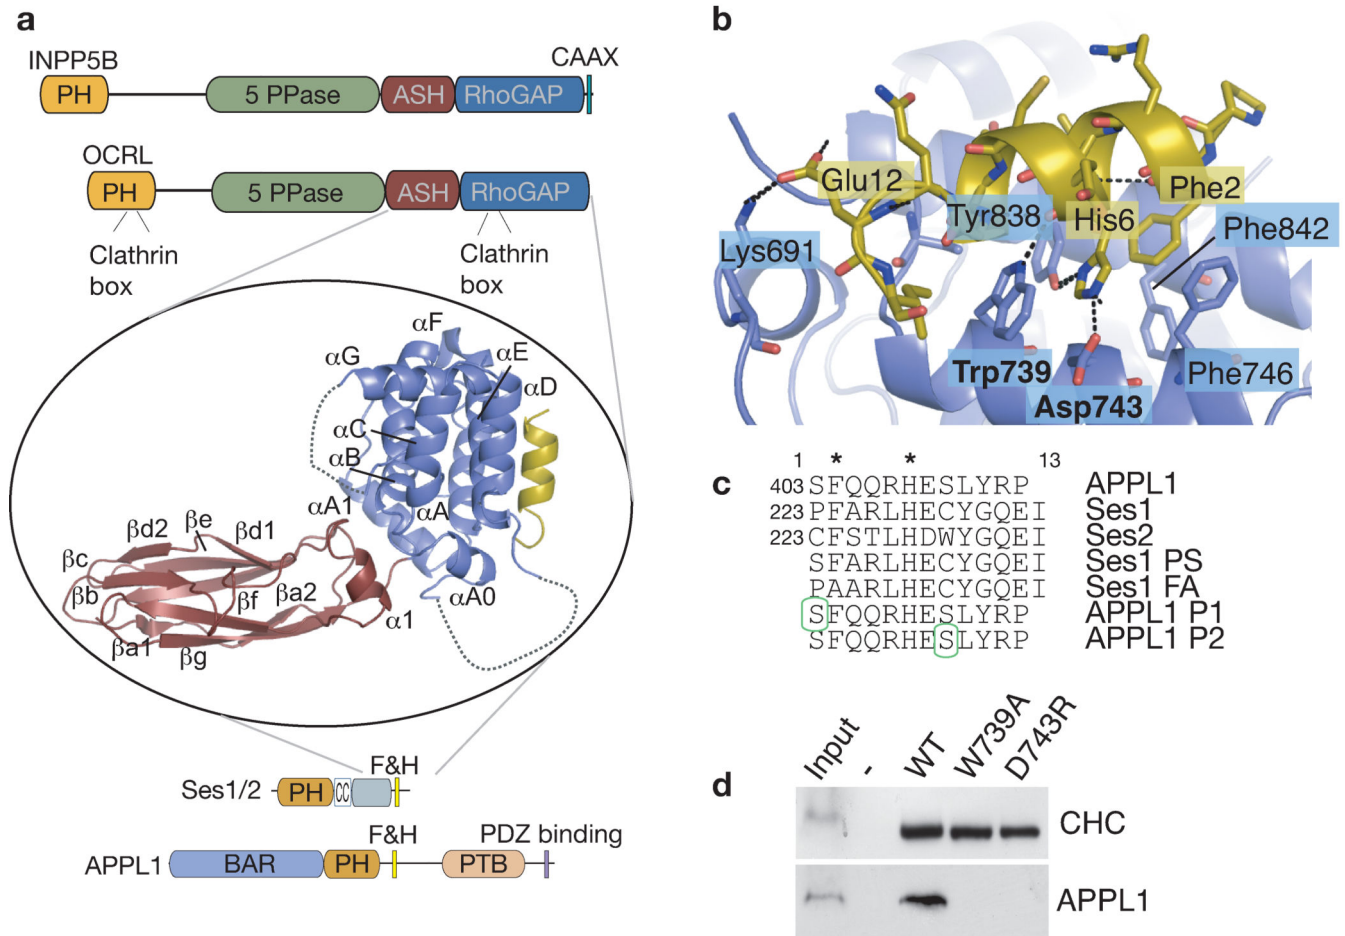 a
INPP5B
CAAX
PH
5 PPase
ASH
RhoGAP
OCRL
PH
5 PPase
ASH
RhoGAP
Clathrin
box
Clathrin
box
αF
αG
αE
αD
αC
αB
αA1
αA
βe
βd2
βd1
βc
βb
βf
βa2
αA0
α1
βa1
βg
F&H
Ses1/2
PH
CC
F&H
PDZ binding
APPL1
BAR
PH
PTB
b
Glu12
Tyr838
His6
Phe2
Lys691
Phe842
Trp739
Phe746
Asp743
c
1 * * 13
403 SFQQRHESLYRP APPL1
223 PFARLHECYGQEI Ses1
223 CFSTLHDWYGQEI Ses2
SFARLHECYGQEI Ses1 PS
PAARLHECYGQEI Ses1 FA
SFQQRHESLYRP APPL1 P1
SFQQRHESLYRP APPL1 P2
d
Input
-
WT
W739A
D743R
CHC
APPL1